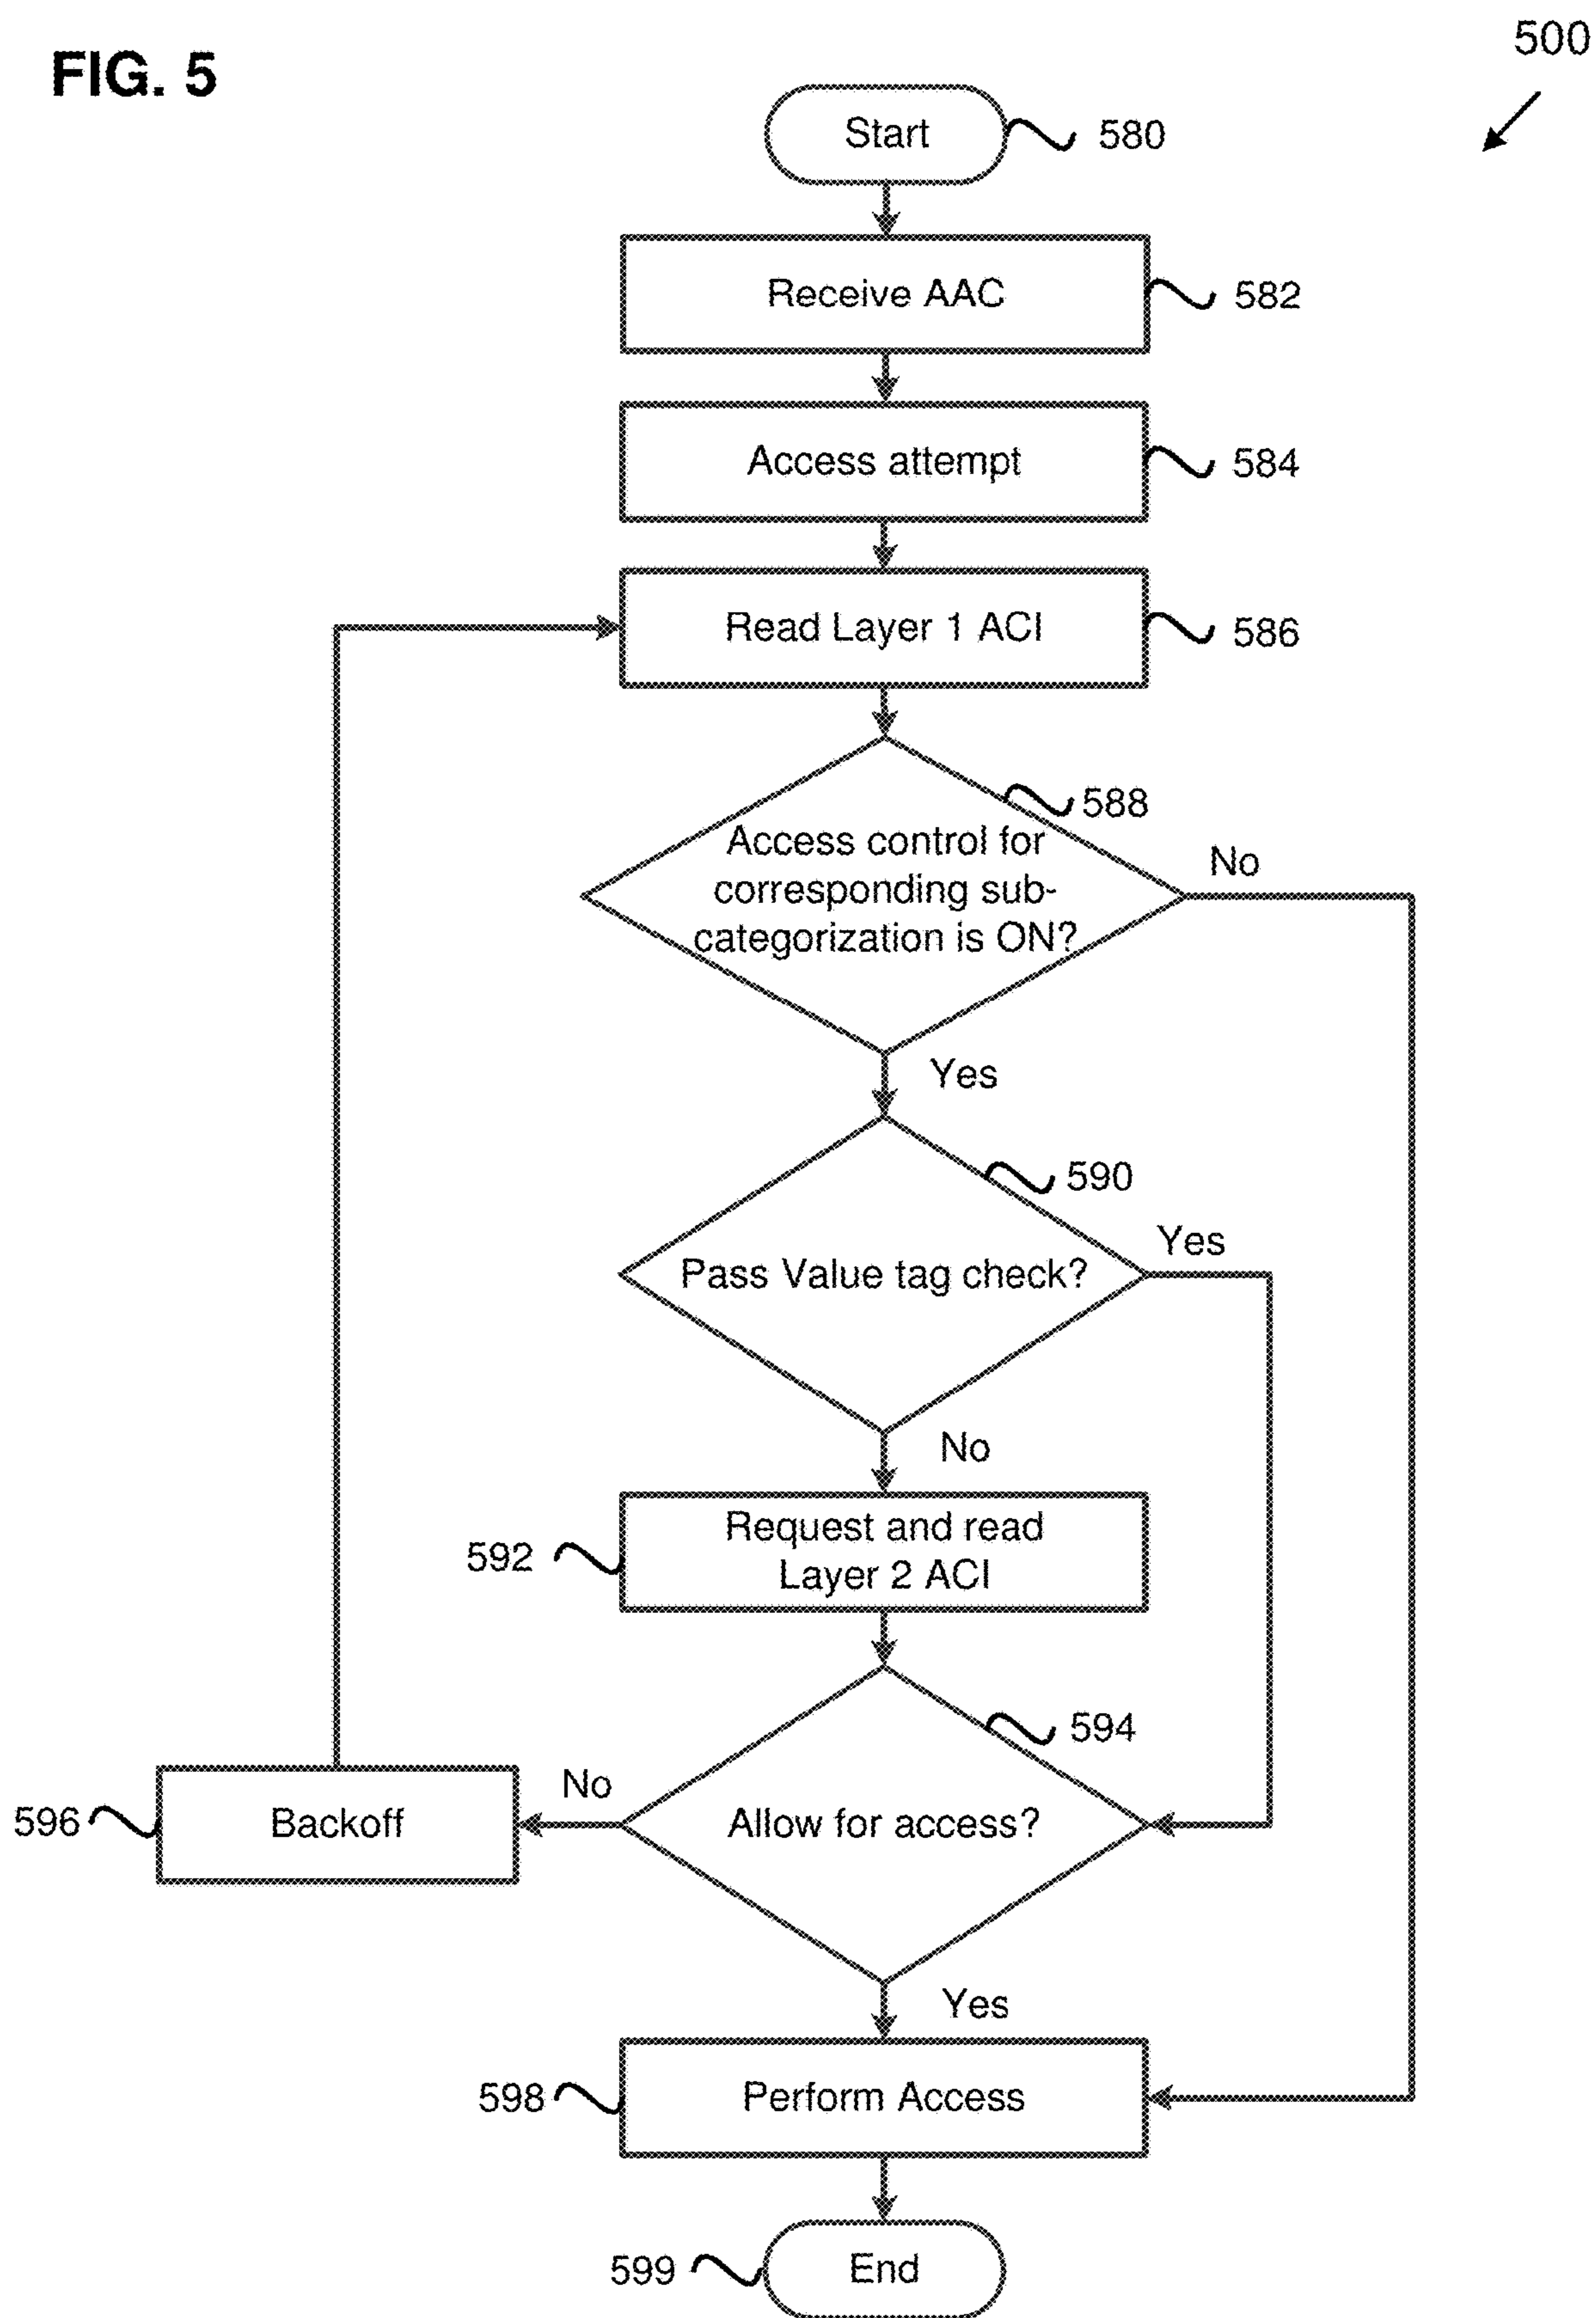 FIG. 5
500
Start
580
Receive AAC
582
Access attempt
584
Read Layer 1 ACI
586
588
Access control for
corresponding sub-
categorization is ON?
No
Yes
590
Pass Value tag check?
Yes
No
592
Request and read
Layer 2 ACI
594
596
Backoff
No
Allow for access?
Yes
598
Perform Access
599
End